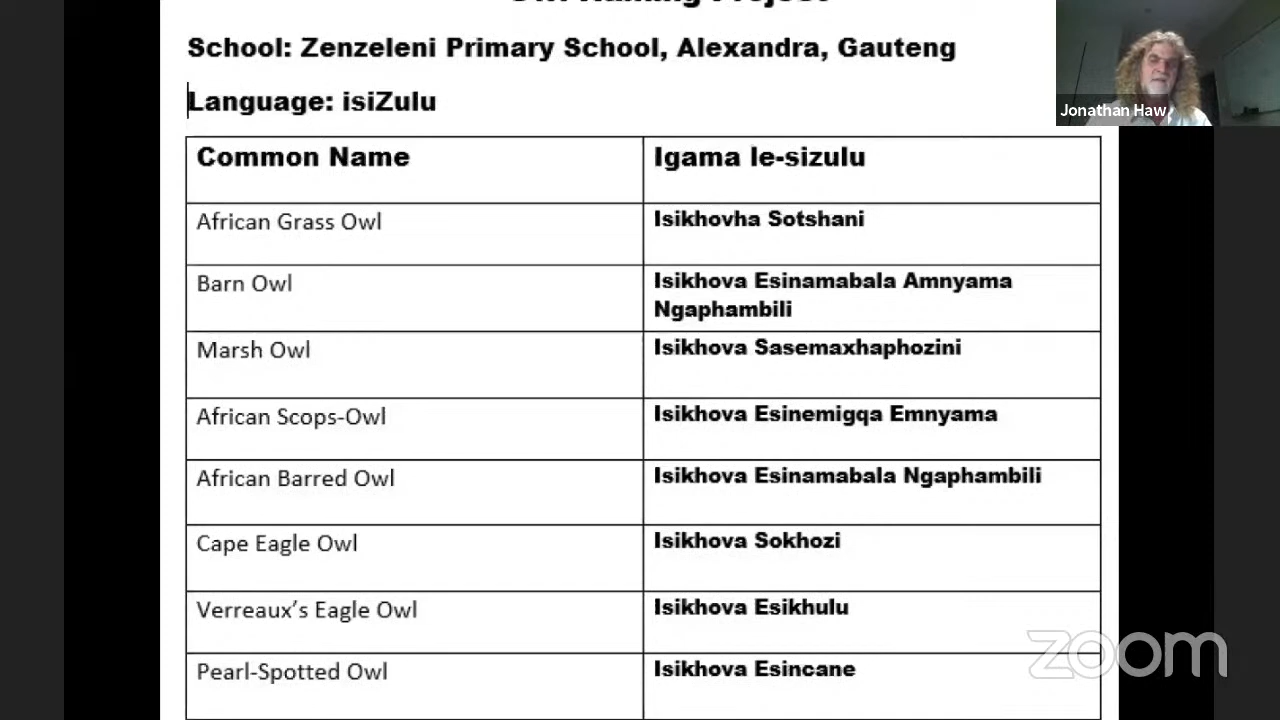 School: Zenzeleni Primary School, Alexandra, Gauteng
Language: isiZulu
Jonathan Haw
Common Name
Igama le-sizulu
African Grass Owl
Isikhovha Sotshani
Barn Owl
Isikhova Esinamabala Amnyama
Ngaphambili
Marsh Owl
Isikhova Sasemaxhaphozini
African Scops-Owl
Isikhova Esinemigqa Emnyama
African Barred Owl
Isikhova Esinamabala Ngaphambili
Cape Eagle Owl
Isikhova Sokhozi
Verreaux’s Eagle Owl
Isikhova Esikhulu
Pearl-Spotted Owl
Isikhova Esincane
zoom